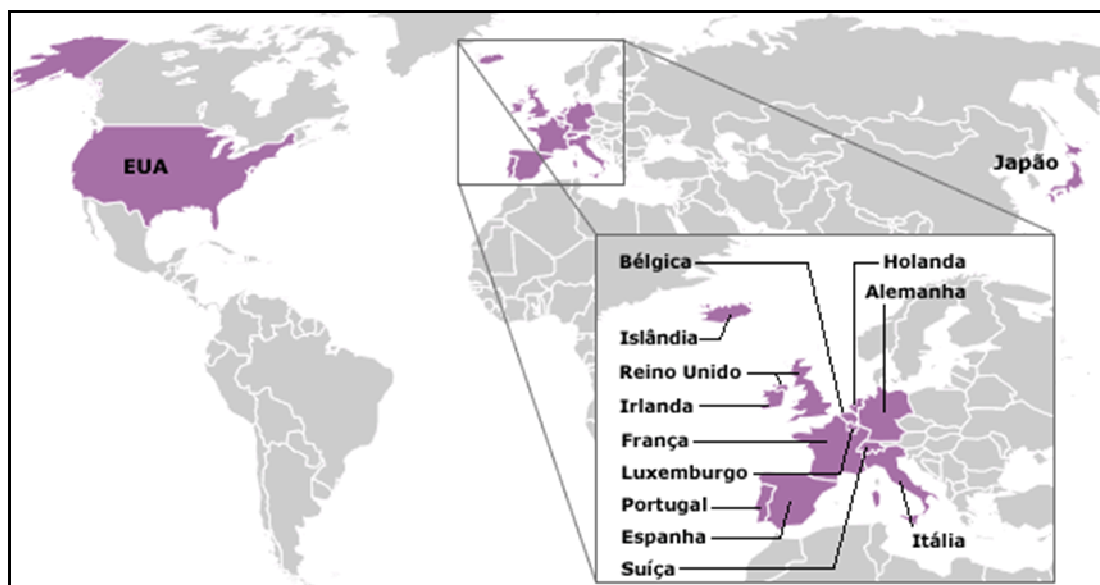 EUA
Japão
Bélgica
Holanda
Alemanha
Islândia
Reino Unido
Irlanda
França
Luxemburgo
Portugal
Espanha
Itália
Suíça